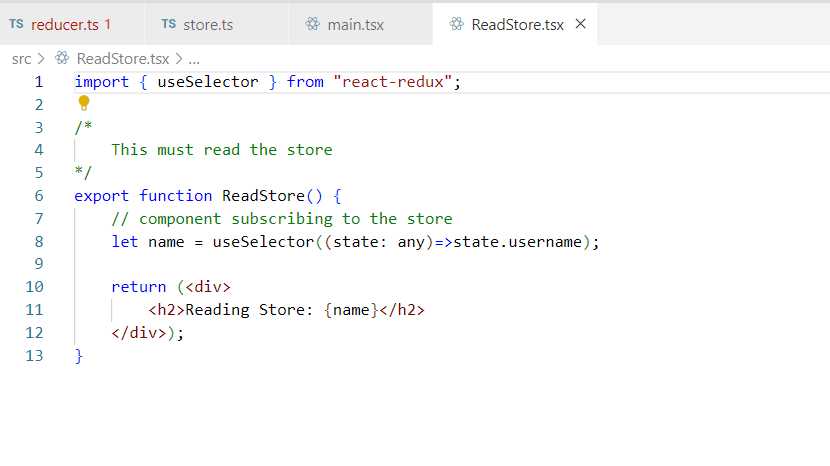 TS reducer.ts 1 TS store.ts main.tsx ReadStore.tsx ×
src > ReadStore.tsx > ...
1 import { useSelector } from "react-redux";
2
3 /*
4     This must read the store
5 */
6 export function ReadStore() {
7     // component subscribing to the store
8     let name = useSelector((state: any)=>state.username);
9
10     return (<div>
11         <h2>Reading Store: {name}</h2>
12     </div>);
13 }